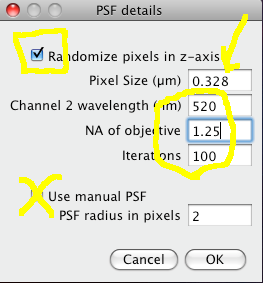 PSF details
Randomize pixels in z-axis
Pixel Size (µm) 0.328
Channel 2 wavelength (nm) 520
NA of objective 1.25
Iterations 100
Use manual PSF
PSF radius in pixels 2
Cancel OK